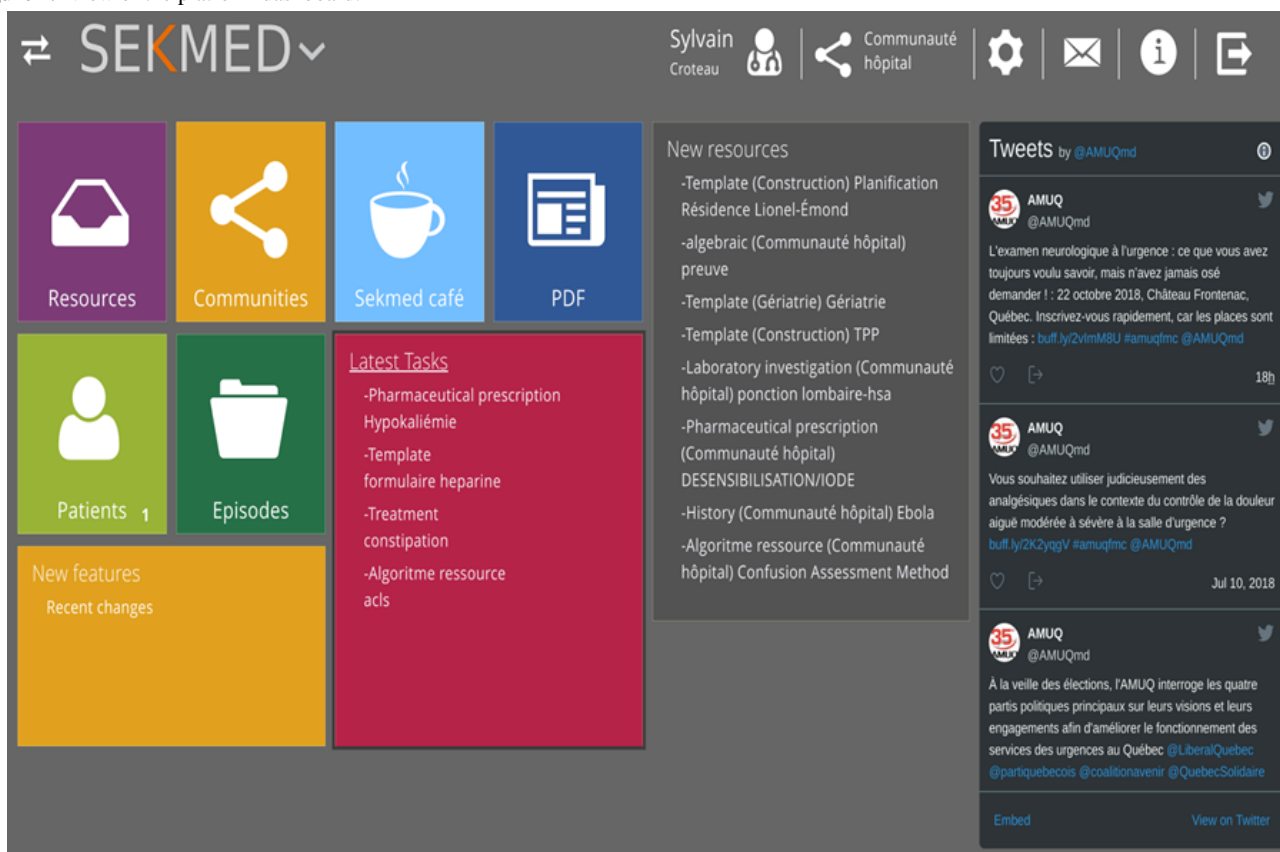 SEKMED
Sylvain
Croteau
Communauté
hôpital
Resources
Communities
Sekmed café
PDF
Patients 1
Episodes
New features
Recent changes
Latest Tasks
-Pharmaceutical prescription
Hypokaliémie
-Template
formulaire heparine
-Treatment
constipation
-Algoritme ressource
acls
New resources
-Template (Construction) Planification
Résidence Lionel-Émond
-algebraic (Communauté hôpital)
preuve
-Template (Gériatrie) Gériatrie
-Template (Construction) TPP
-Laboratory investigation (Communauté
hôpital) ponction lombaire-hsa
-Pharmaceutical prescription
(Communauté hôpital)
DESENSIBILISATION/IODE
-History (Communauté hôpital) Ebola
-Algoritme ressource (Communauté
hôpital) Confusion Assessment Method
Tweets by @AMUQmd
35
AMUQ
AMUQ
@AMUQmd
L'examen neurologique à l'urgence : ce que vous avez
toujours voulu savoir, mais n'avez jamais osé
demander ! : 22 octobre 2018, Château Frontenac,
Québec. Inscrivez-vous rapidement, car les places sont
limitées : buff.ly/2vImM8U #amuqfmc @AMUQmd
18h
35
AMUQ
AMUQ
@AMUQmd
Vous souhaitez utiliser judicieusement des
analgésiques dans le contexte du contrôle de la douleur
aiguë modérée à sévère à la salle d'urgence ?
buff.ly/2K2yqgV #amuqfmc @AMUQmd
Jul 10, 2018
35
AMUQ
AMUQ
@AMUQmd
À la veille des élections, l'AMUQ interroge les quatre
partis politiques principaux sur leurs visions et leurs
engagements afin d'améliorer le fonctionnement des
services des urgences au Québec @LiberalQuebec
@partiquebecois @coalitionavenir @QuebecSolidaire
Embed
View on Twitter